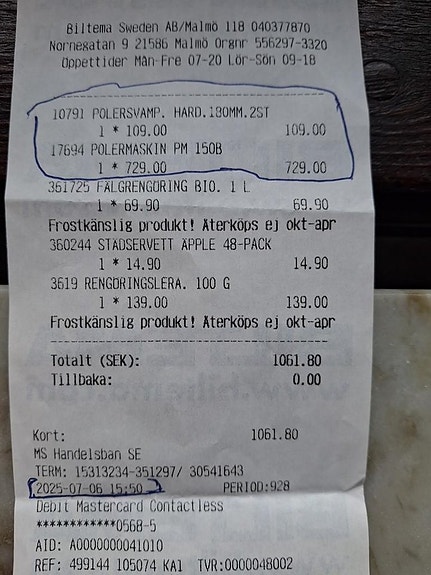 Biltema Sweden AB/Malmö 118 040377870
Nornegatan 9 21586 Malmö Orgnr 556297-3320
Öppettider Mån-Fre 07-20 Lör-Sön 09-18
10791 POLERSVAMP. HARD.180MM.2ST
1 * 109.00 109.00
17694 POLERMASKIN PM 150B
1 * 729.00 729.00
361725 FÄLGRENGÖRING BIO. 1 L
1 * 69.90 69.90
Frostkänslig produkt! Återköps ej okt-apr
360244 STÄDSERVETT ÄPPLE 48-PACK
1 * 14.90 14.90
3619 RENGÖRINGSLERA. 100 G
1 * 139.00 139.00
Frostkänslig produkt! Återköps ej okt-apr
Totalt (SEK): 1061.80
Tillbaka: 0.00
Kort: 1061.80
MS Handelsban SE
TERM: 15313234-351297/ 30541643
2025-07-06 15:50 PERIOD:928
Debit Mastercard Contactless
************0568-5
AID: A0000000041010
REF: 499144 105074 KA1 TVR:0000048002